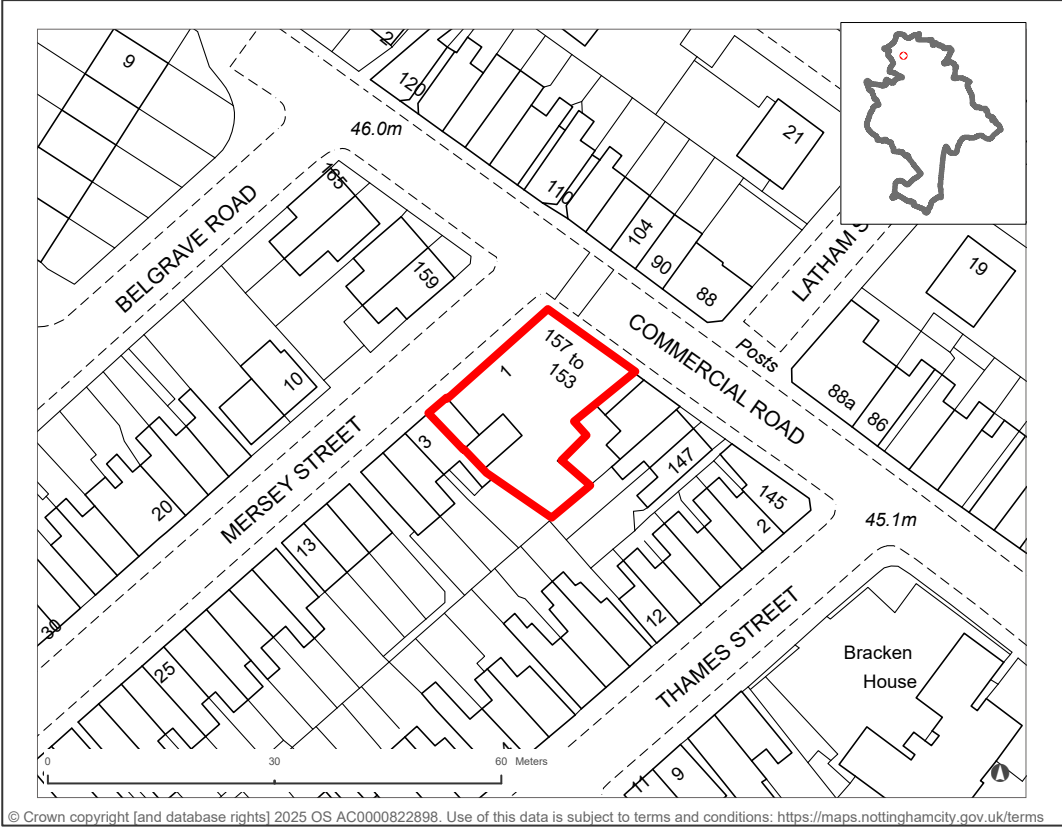 9
2
120
46.0m
21
165
110
BELGRAVE ROAD
104
LATHAM S
159
90
19
88
157 to
153
COMMERCIAL ROAD
Posts
1
10
88a
86
3
147
MERSEY STREET
145
20
2
45.1m
13
12
THAMES STREET
30
25
Bracken
House
11
9
0 30 60 Meters
© Crown copyright [and database rights] 2025 OS AC0000822898. Use of this data is subject to terms and conditions: https://maps.nottinghamcity.gov.uk/terms